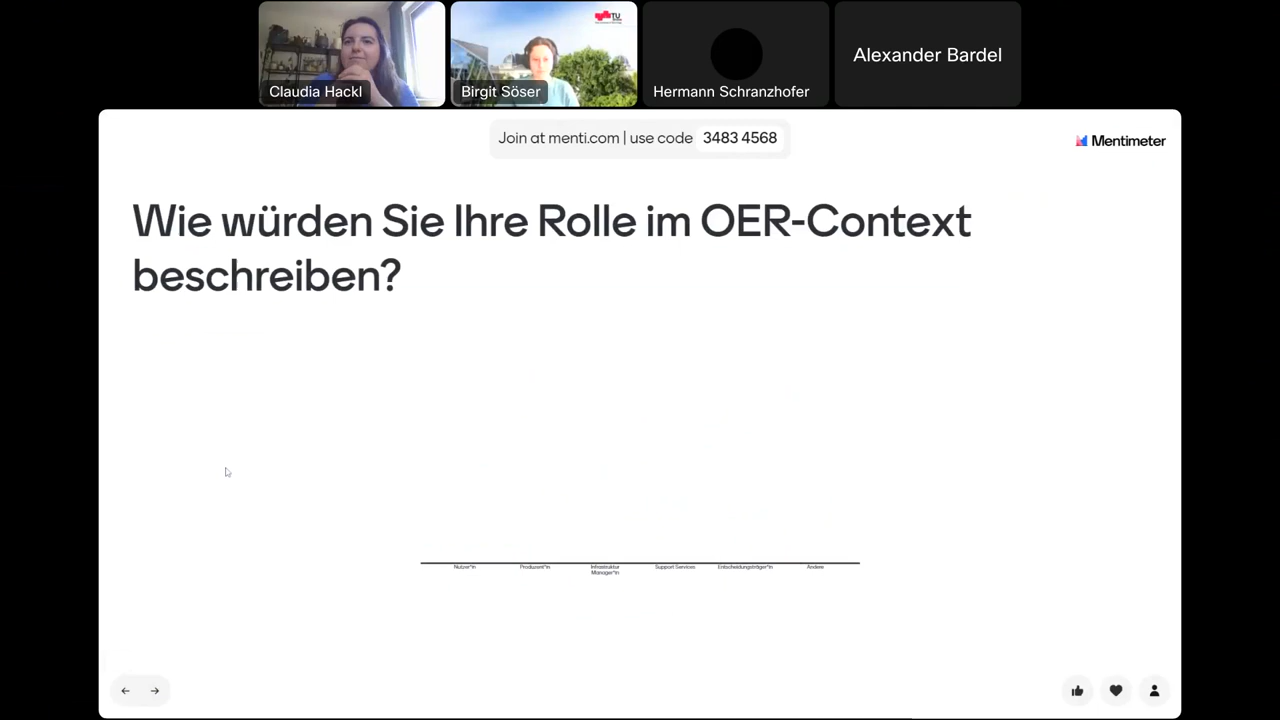 TU
Claudia Hackl
Birgit Söser
Hermann Schranzhofer
Alexander Bardel
Join at menti.com | use code 3483 4568
Mentimeter
Wie würden Sie Ihre Rolle im OER-Context
beschreiben?
Nutzer*in
Produzent*in
Infrastruktur
Manager*in
Support Services
Entscheidungsträger*in
Andere